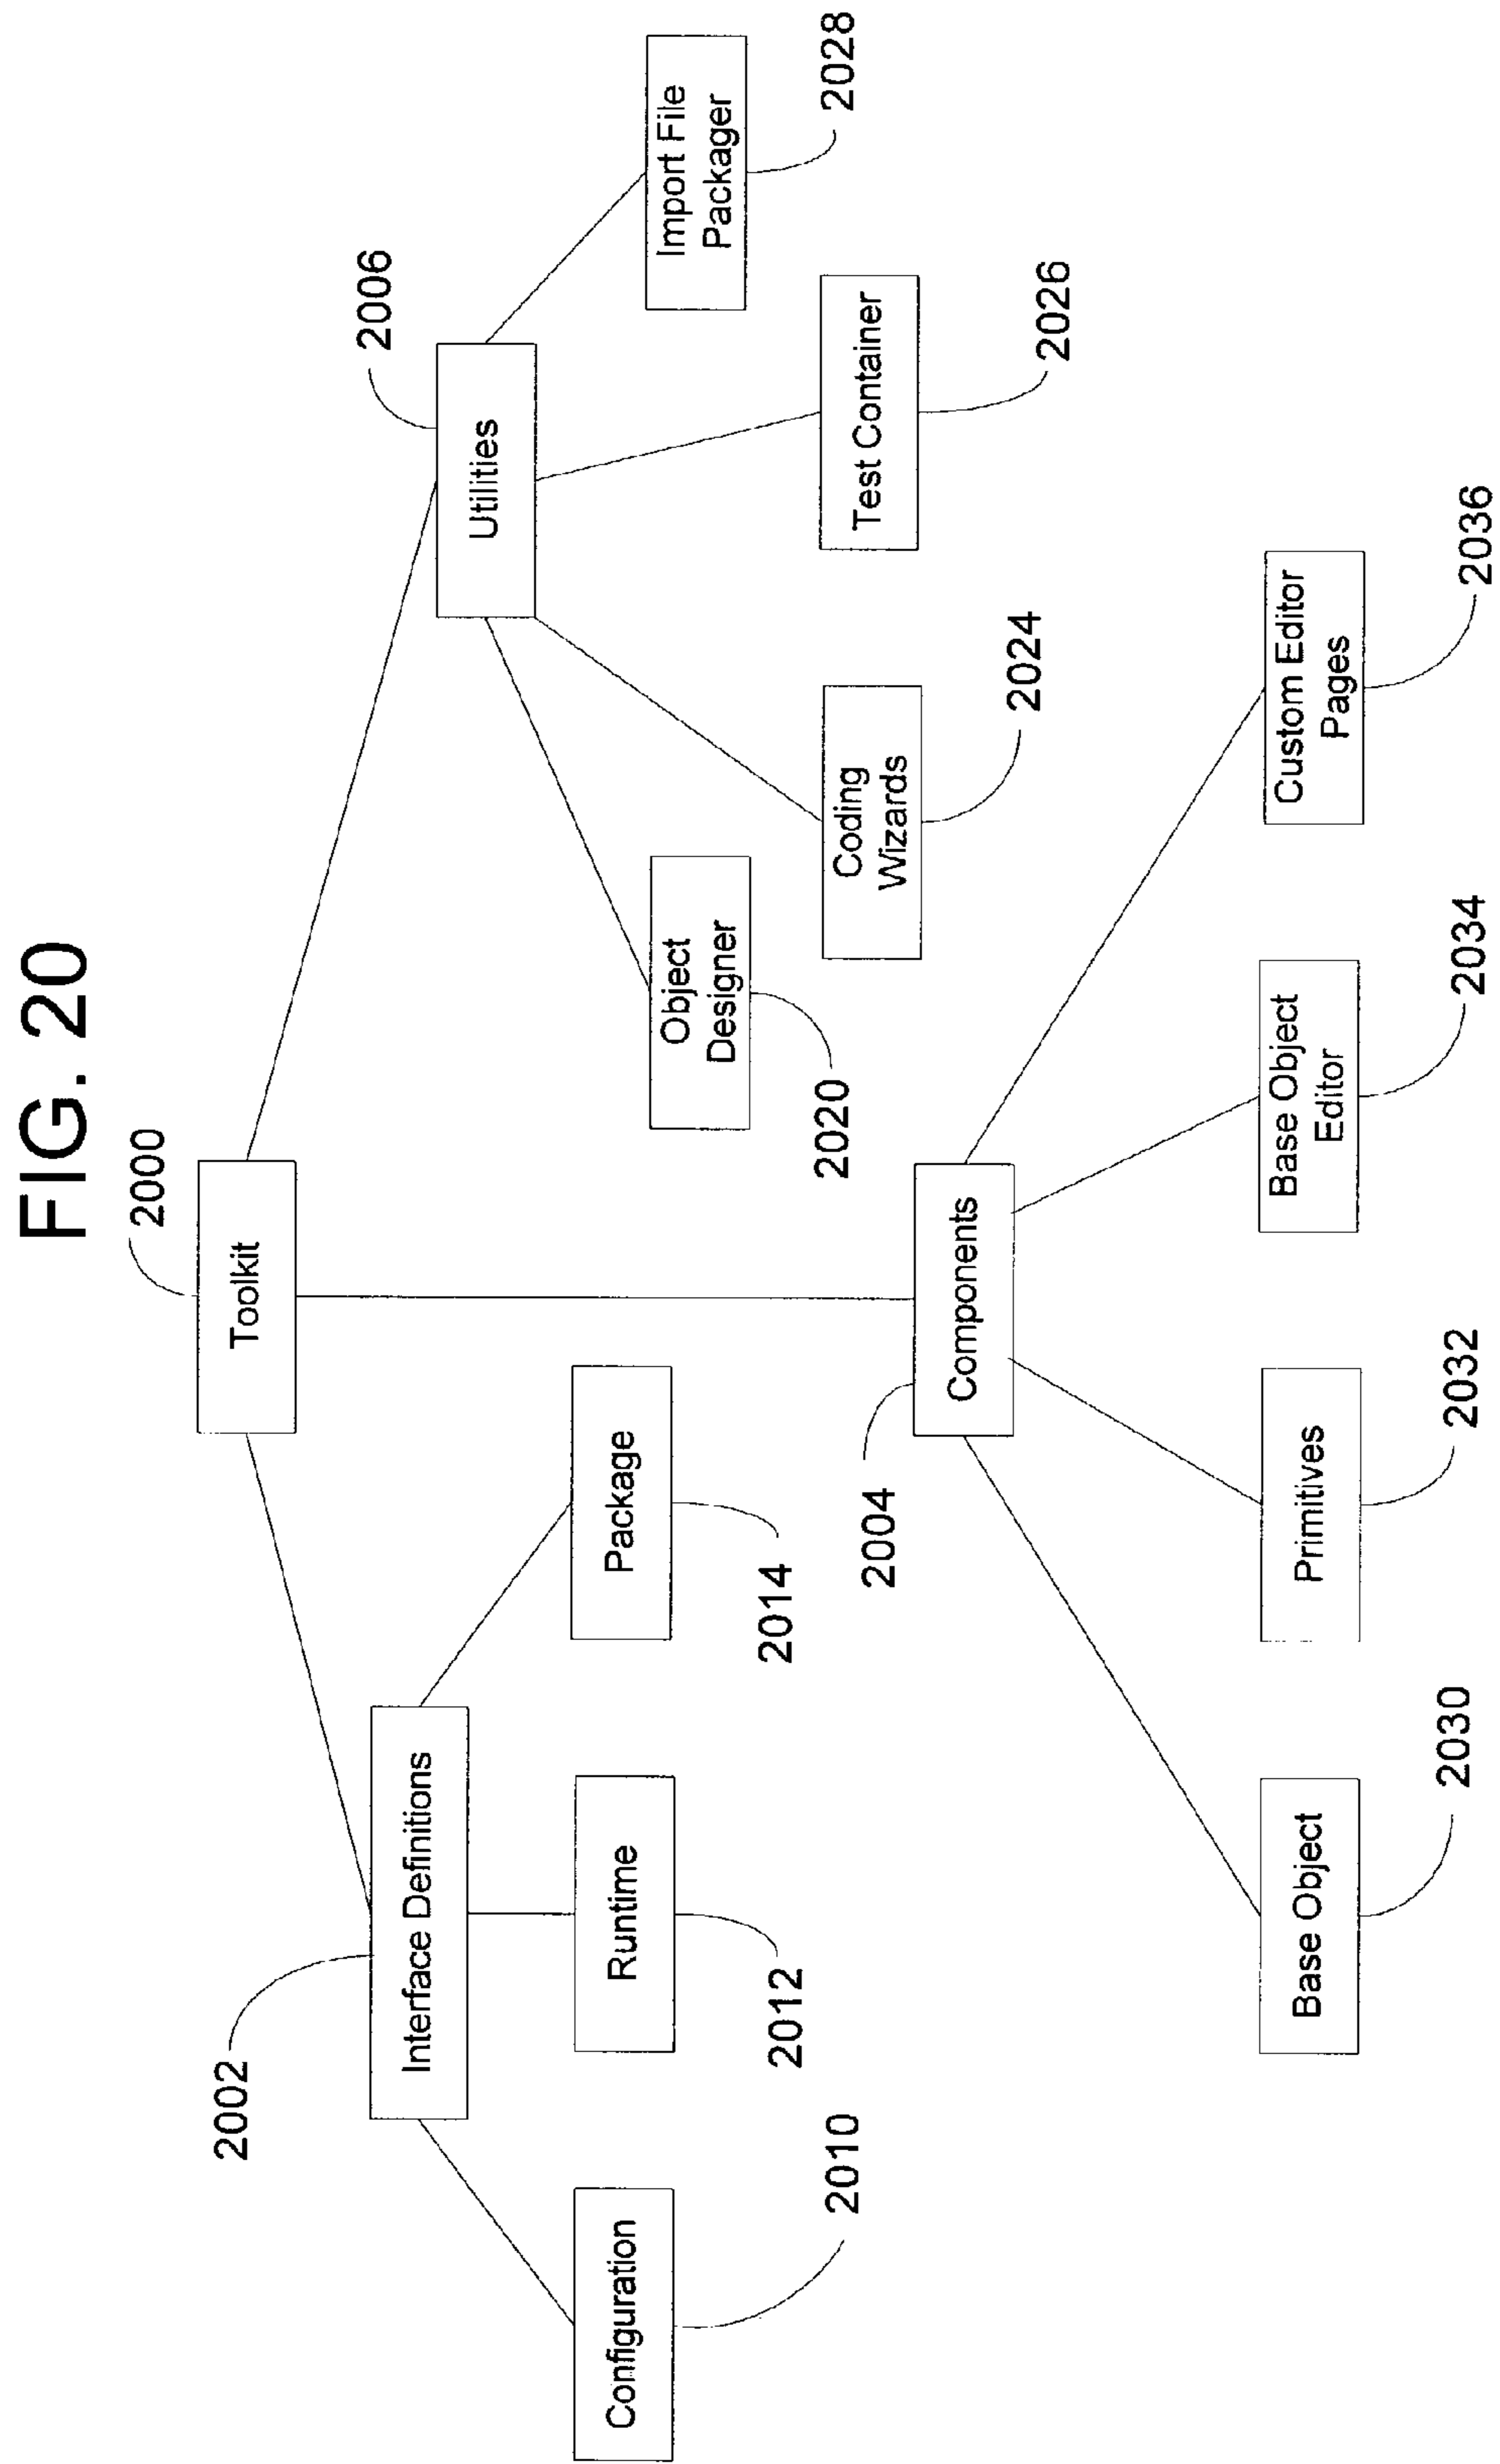 FIG. 20
2000
Toolkit
2002
Interface Definitions
2006
Utilities
Configuration
2010
Runtime
2012
Package
2014
Object
Designer
2020
Coding
Wizards
2024
Test Container
2026
Import File
Packager
2028
2004
Components
Base Object
2030
Primitives
2032
Base Object
Editor
2034
Custom Editor
Pages
2036